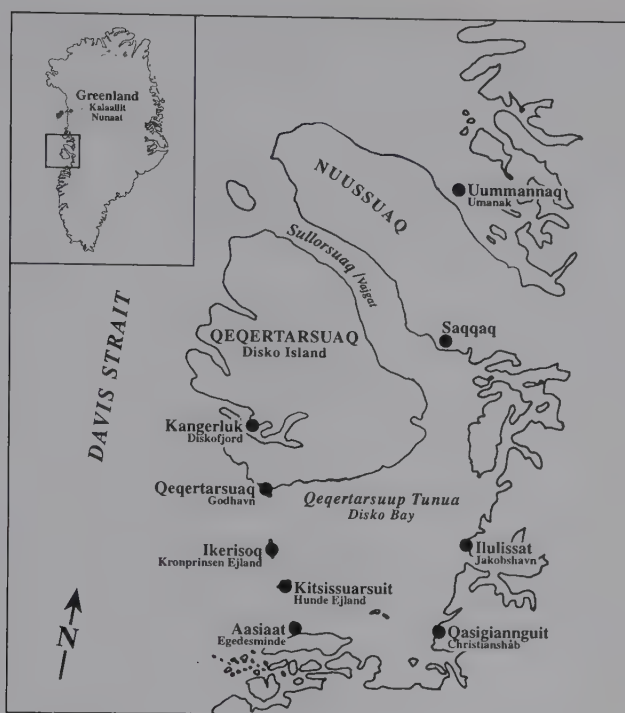 Greenland
Kalaallit
Nunaat
NUUSSUAQ
Uummannaq
Umanak
Sullorsuaq /Vajgat
Saqqaq
QEQERTARSUAQ
Disko Island
DAVIS STRAIT
Kangerluk
Diskofjord
Qeqertarsuaq
Godhavn
Qeqertarsuup Tunua
Disko Bay
Ikerisoq
Kronprinsen Ejland
Ilulissat
Jakobshavn
Kitsissuarsuit
Hunde Ejland
Aasiaat
Egedesminde
Qasigiannguit
Christianshåb
N